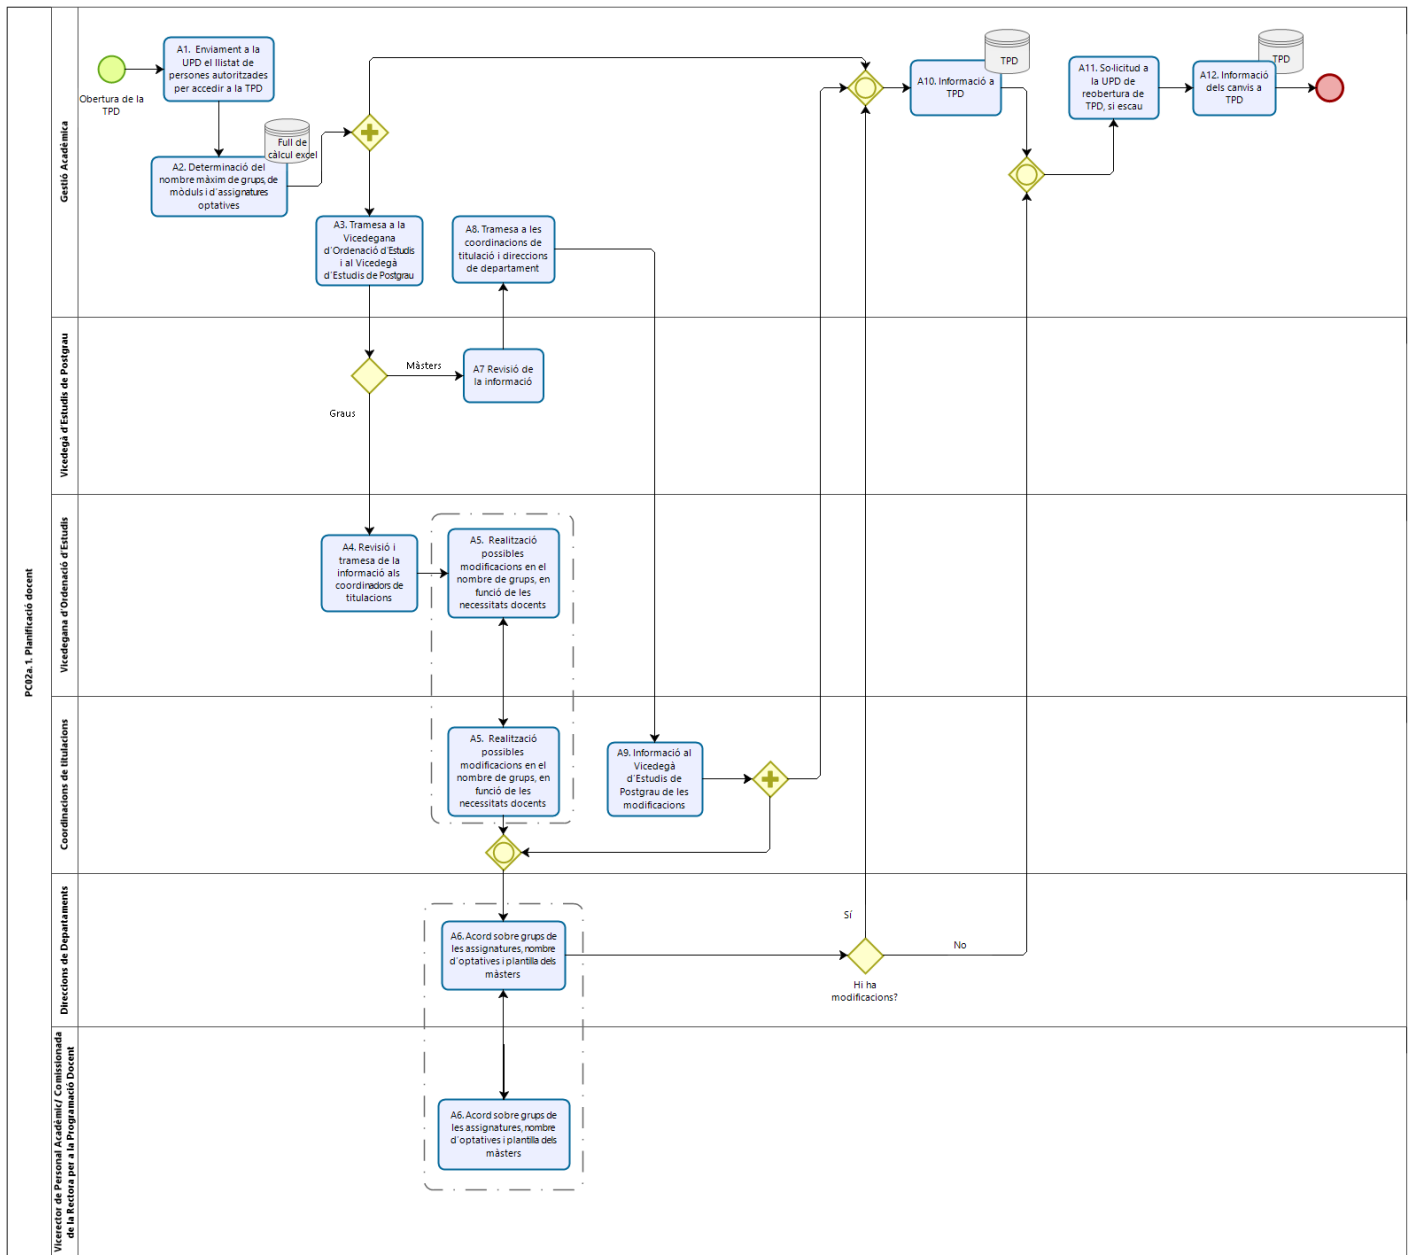 PC02a.1. Planificació docent
Gestió Acadèmica
Obertura de la
TPD
A1. Enviament a la
UPD el llistat de
persones autoritzades
per accedir a la TPD
Full de
càlcul excel
A2. Determinació del
nombre màxim de grups, de
mòduls i d´assignatures
optatives
A3. Tramesa a la
Vicedegana
d´Ordenació d'Estudis
i al Vicedegà
d´Estudis de Postgrau
A8. Tramesa a les
coordinacions de
titulació i direccions
de departament
TPD
A10. Informació a
TPD
A11. So·licitud a
la UPD de
reobertura de
TPD, si escau
TPD
A12. Informació
dels canvis a
TPD
Vicedegà d'Estudis de Postgrau
Màsters
Graus
A7 Revisió de
la informació
Vicedegana d'Ordenació d'Estudis
A4. Revisió i
tramesa de la
informació als
coordinadors de
titulacions
A5. Realització
possibles
modificacions en el
nombre de grups, en
funció de les
necessitats docents
Coordinacions de titulacions
A5. Realització
possibles
modificacions en el
nombre de grups, en
funció de les
necessitats docents
A9. Informació al
Vicedegà
d´Estudis de
Postgrau de les
modificacions
Direccions de Departaments
A6. Acord sobre grups de
les assignatures, nombre
d´optatives i plantilla dels
màsters
Sí
No
Hi ha
modificacions?
Vicerector de Personal Acadèmic/ Comissionada
de la Rectora per a la Programació Docent
A6. Acord sobre grups de
les assignatures, nombre
d´optatives i plantilla dels
màsters